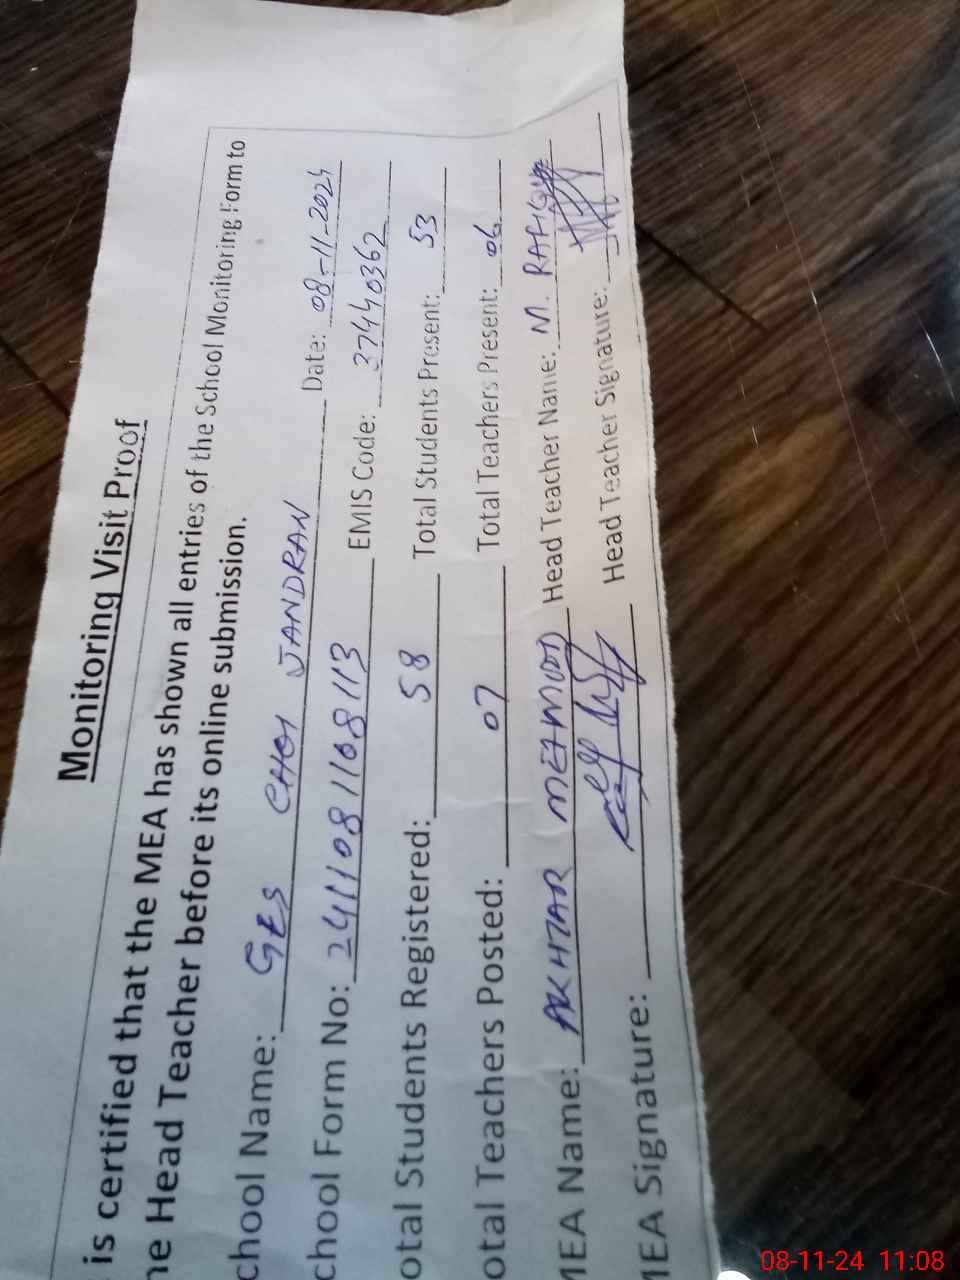 Monitoring Visit Proof
is certified that the MEA has shown all entries of the School Monitoring Form to
he Head Teacher before its online submission.
chool Name: GES CHOI JANDRAN Date: 08-11-2024
chool Form No: 24111081108113 EMIS Code: 37440362
otal Students Registered: 58 Total Students Present: 53
otal Teachers Posted: 07 Total Teachers Present: 06
MEA Name: AKHTAR MEHMOOD Head Teacher Name: M. RAFIQUE
MEA Signature: Head Teacher Signature:
08-11-24 11:08